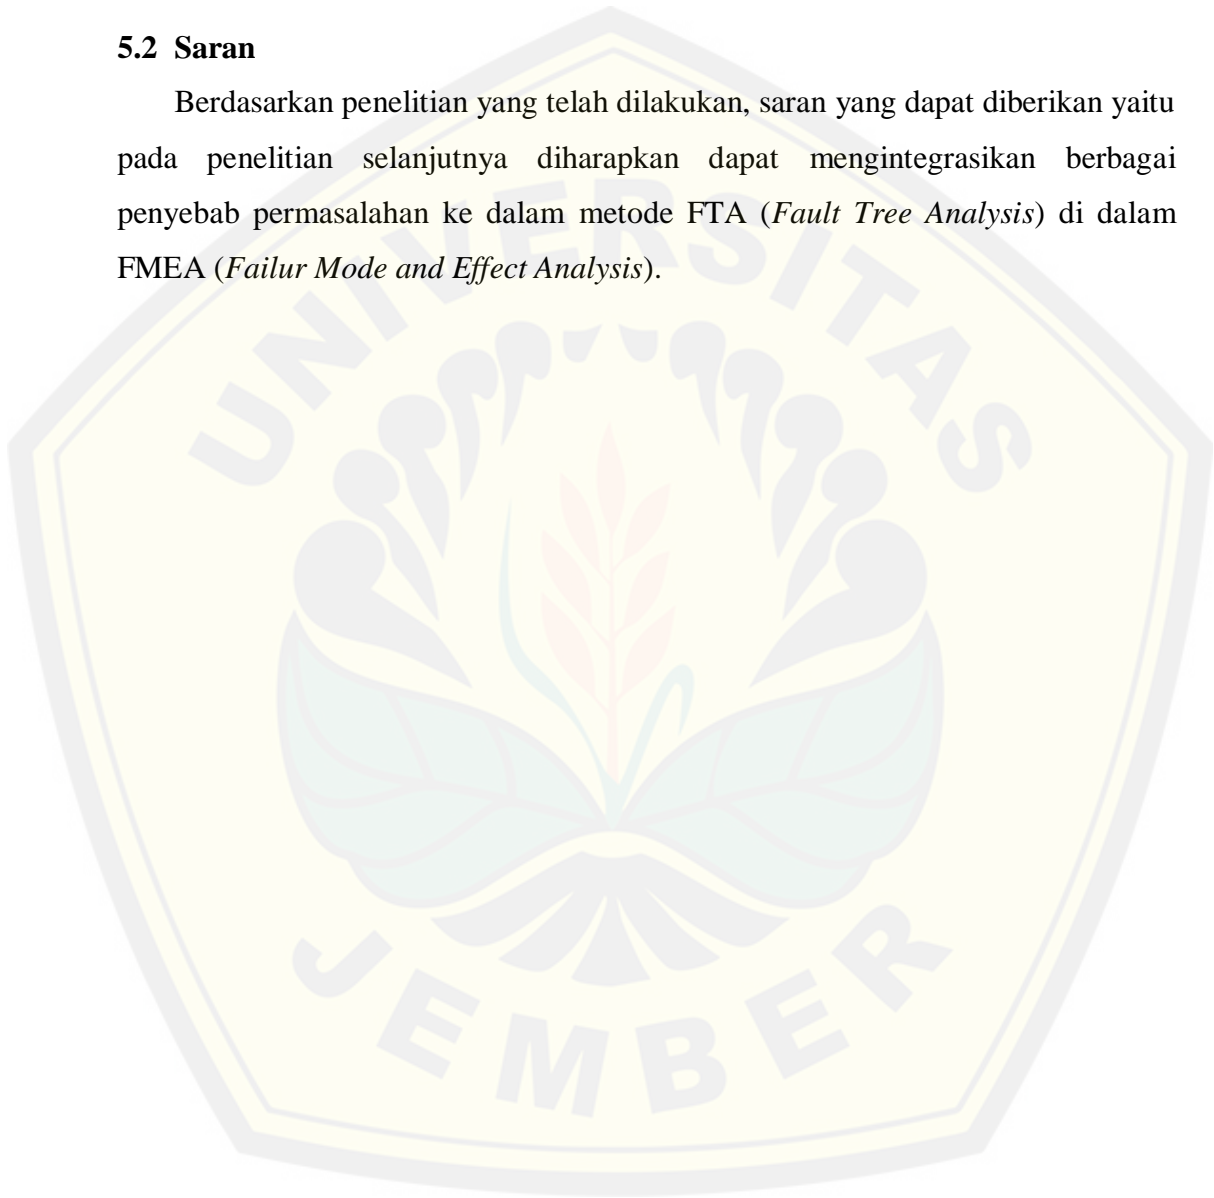 5.2 Saran
Berdasarkan penelitian yang telah dilakukan, saran yang dapat diberikan yaitu
pada penelitian selanjutnya diharapkan dapat mengintegrasikan berbagai
penyebab permasalahan ke dalam metode FTA (Fault Tree Analysis) di dalam
FMEA (Failur Mode and Effect Analysis).
UNIVERSITAS
JEMBER